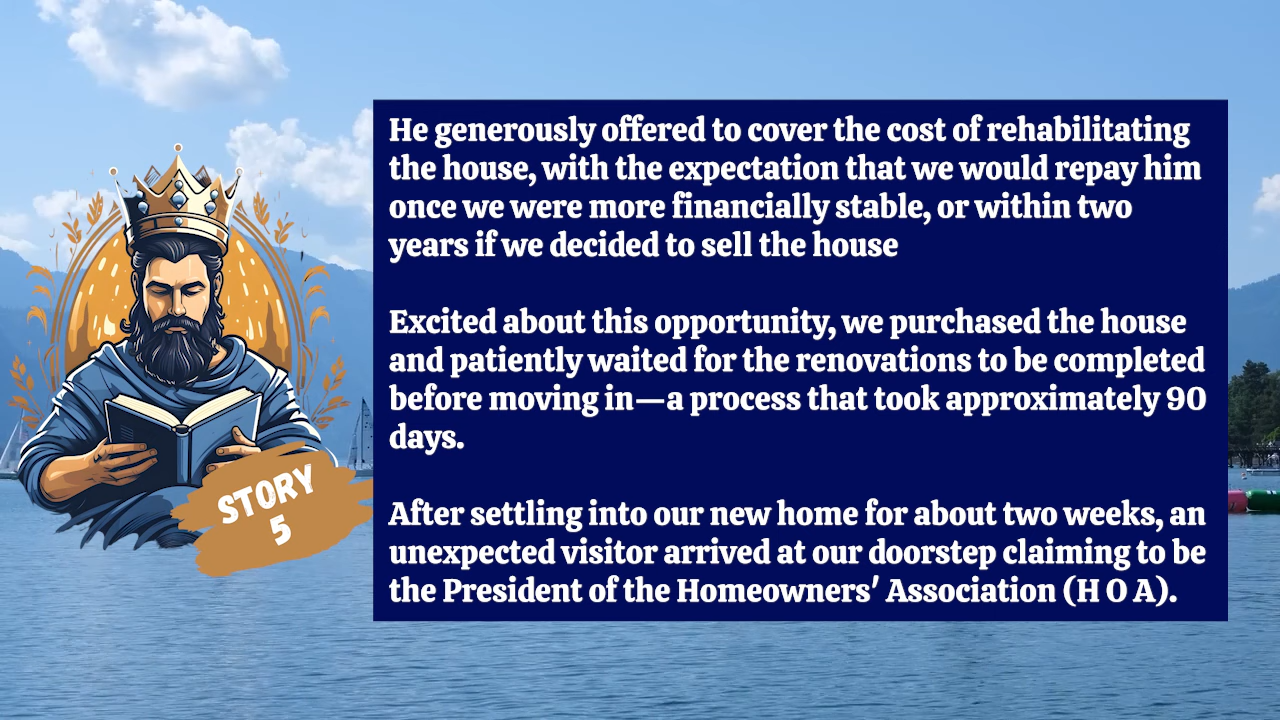 He generously offered to cover the cost of rehabilitating
the house, with the expectation that we would repay him
once we were more financially stable, or within two
years if we decided to sell the house
Excited about this opportunity, we purchased the house
and patiently waited for the renovations to be completed
before moving in—a process that took approximately 90
days.
After settling into our new home for about two weeks, an
unexpected visitor arrived at our doorstep claiming to be
the President of the Homeowners' Association (H O A).
STORY
5